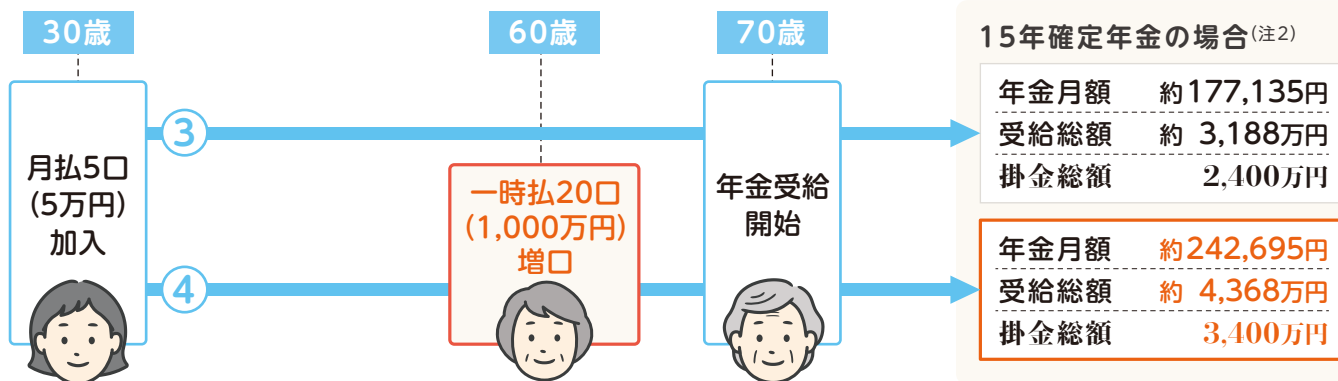 30歳
60歳
70歳
15年確定年金の場合(注2)
月払5口
(5万円)
加入
③
④
一時払20口
(1,000万円)
増口
年金受給
開始
年金月額 約177,135円
受給総額 約 3,188万円
掛金総額 2,400万円
年金月額 約242,695円
受給総額 約 4,368万円
掛金総額 3,400万円